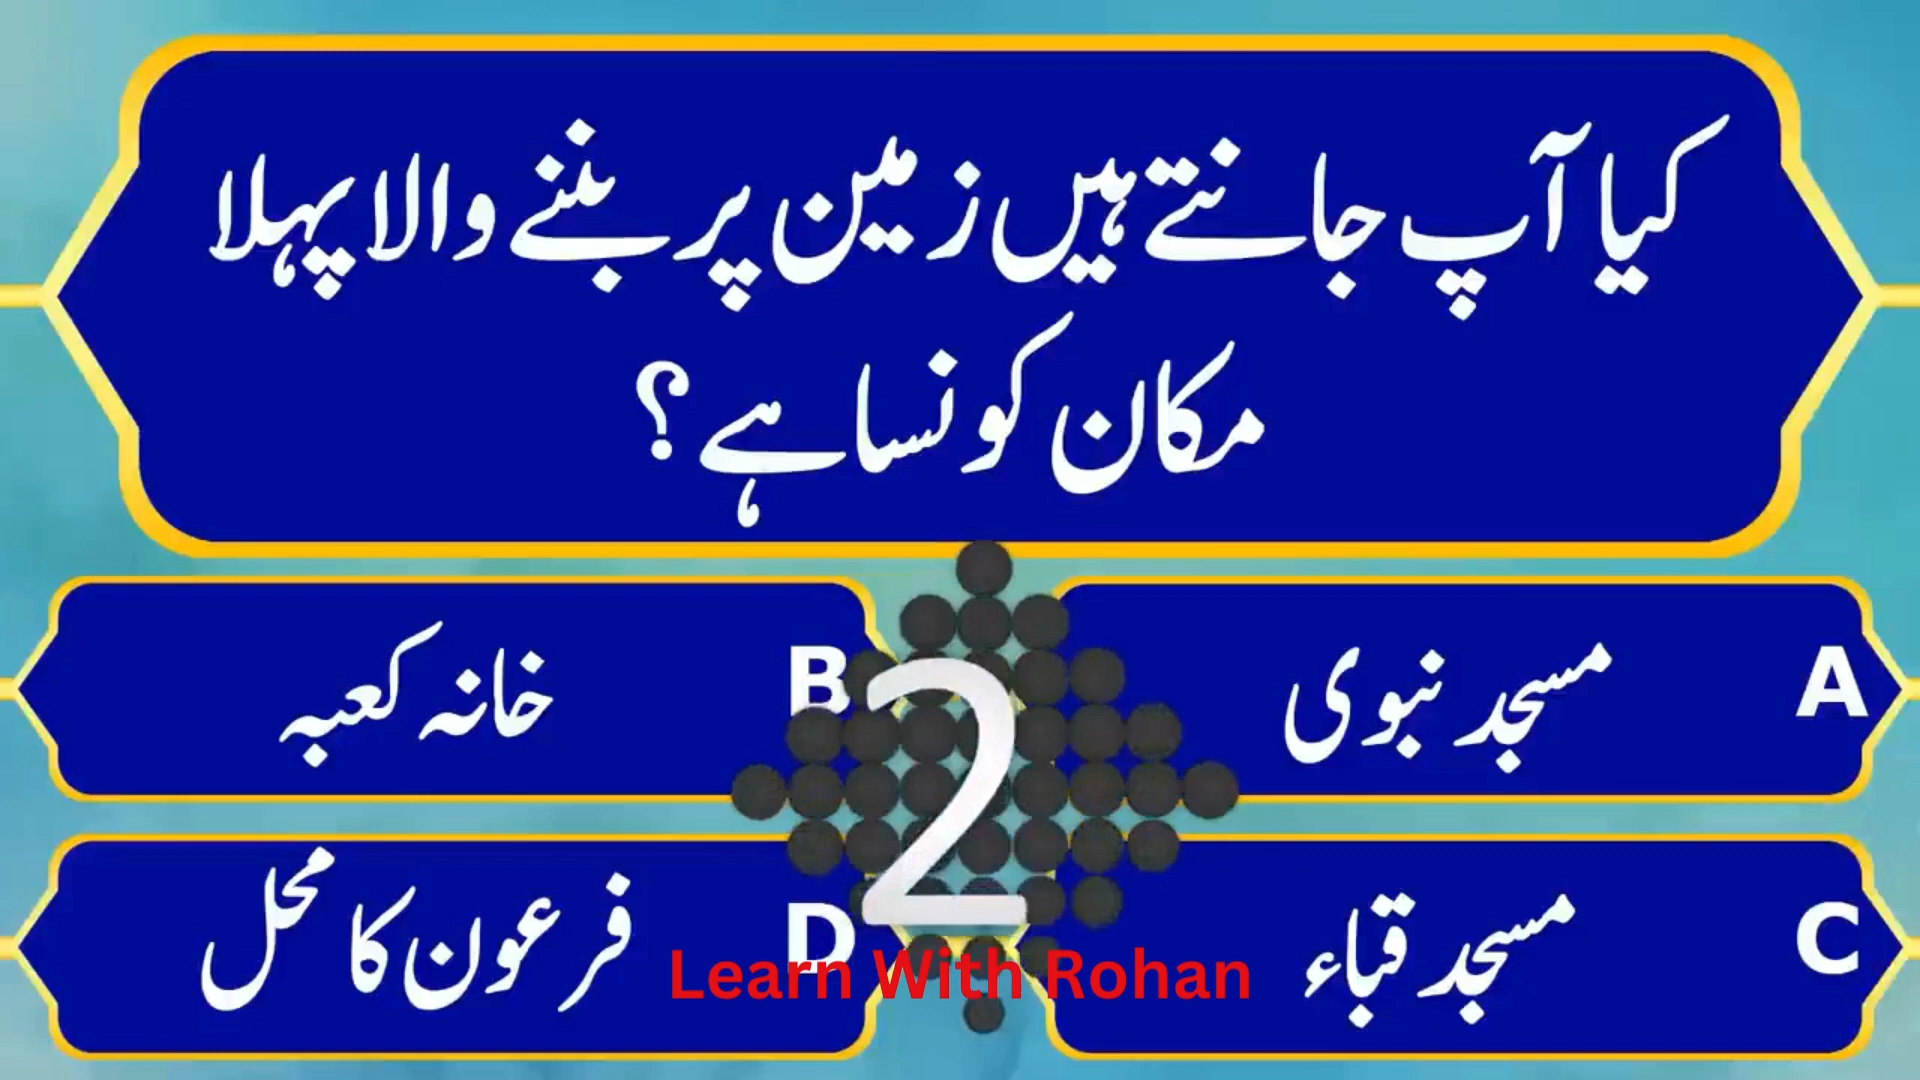 کیا آپ جانتے ہیں زمین پر بننے والا پہلا
مکان کونسا ہے؟
A مسجد نبوی
B خانہ کعبہ
C مسجد قباء
D فرعون کا محل
2
Learn With Rohan